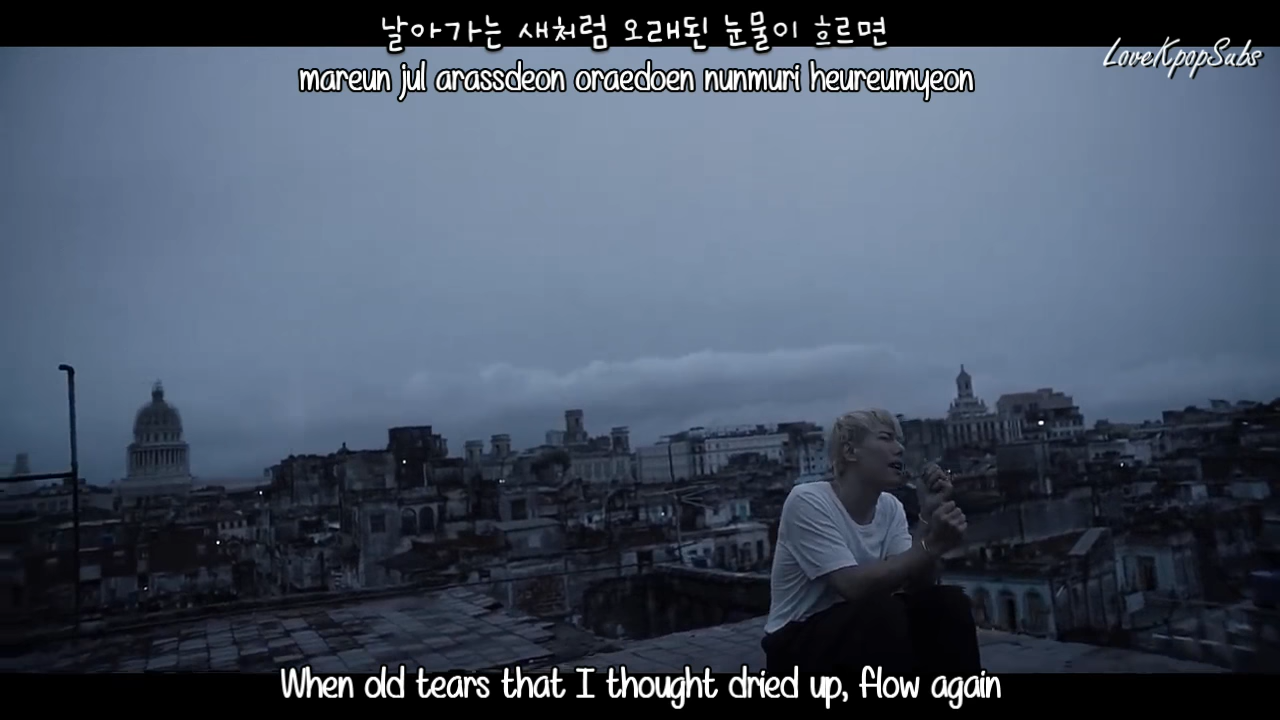 날아가는 새처럼 오래된 눈물이 흐르면
LoveKpopSubs
mareun jul arassdeon oraedoen nunmuri heureumyeon
When old tears that I thought dried up, flow again